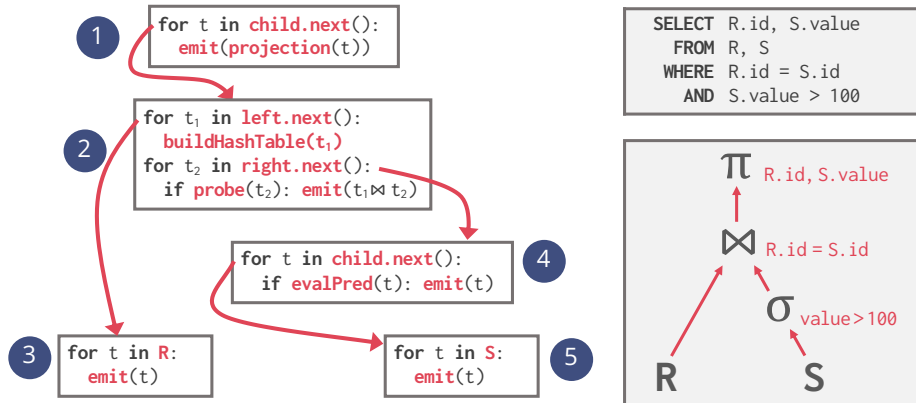 1
for t in child.next():
emit(projection(t))
2
for t₁ in left.next():
buildHashTable(t₁)
for t₂ in right.next():
if probe(t₂): emit(t₁⨝t₂)
4
for t in child.next():
if evalPred(t): emit(t)
3
for t in R:
emit(t)
5
for t in S:
emit(t)
SELECT R.id, S.value
FROM R, S
WHERE R.id = S.id
AND S.value > 100
π R.id, S.value
⨝ R.id = S.id
σ value > 100
R S